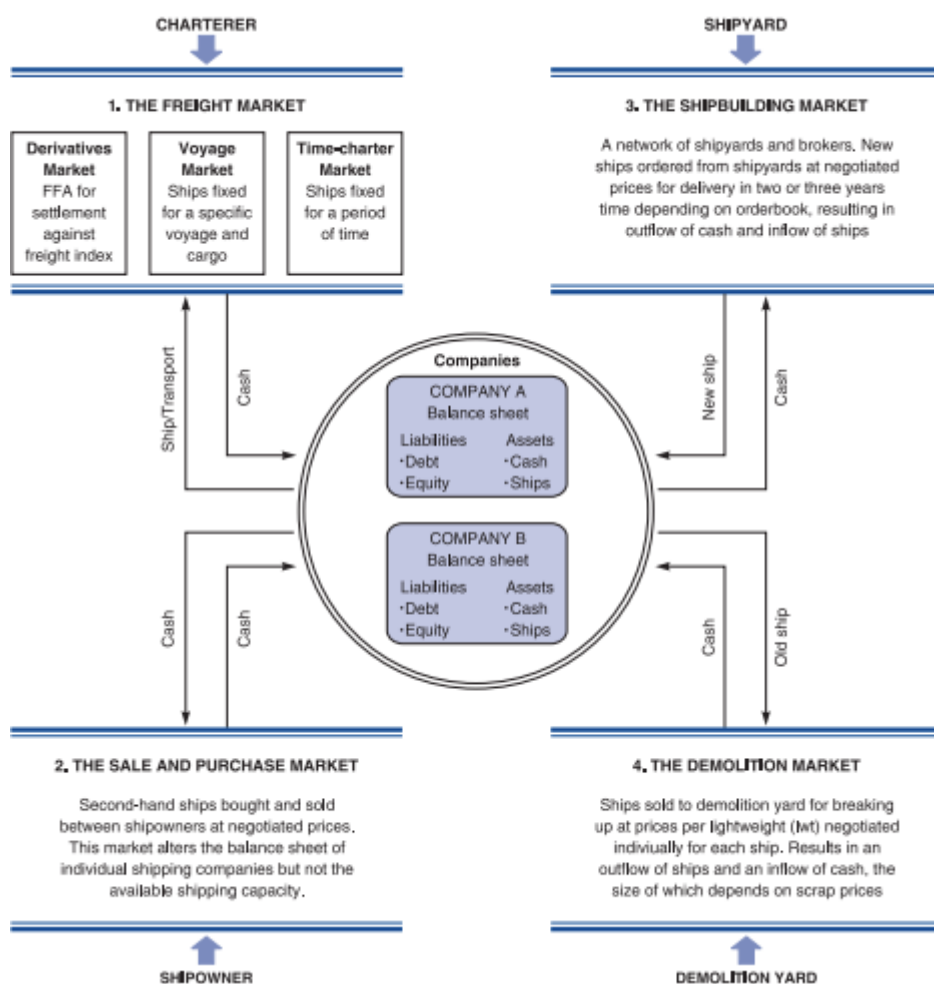 CHARTERER
SHIPYARD
1. THE FREIGHT MARKET
Derivatives
Market
FFA for
settlement
against
freight index
Voyage
Market
Ships fixed
for a specific
voyage and
cargo
Time-charter
Market
Ships fixed
for a period
of time
3. THE SHIPBUILDING MARKET
A network of shipyards and brokers. New
ships ordered from shipyards at negotiated
prices for delivery in two or three years
time depending on orderbook, resulting in
outflow of cash and inflow of ships
Ship/Transport
Cash
New ship
Cash
Companies
COMPANY A
Balance sheet
Liabilities Assets
•Debt •Cash
•Equity •Ships
COMPANY B
Balance sheet
Liabilities Assets
•Debt •Cash
•Equity •Ships
Cash
Cash
Cash
Old ship
2. THE SALE AND PURCHASE MARKET
Second-hand ships bought and sold
between shipowners at negotiated prices.
This market alters the balance sheet of
individual shipping companies but not the
available shipping capacity.
4. THE DEMOLITION MARKET
Ships sold to demolition yard for breaking
up at prices per lightweight (lwt) negotiated
indiviually for each ship. Results in an
outflow of ships and an inflow of cash, the
size of which depends on scrap prices
SHIPOWNER
DEMOLITION YARD